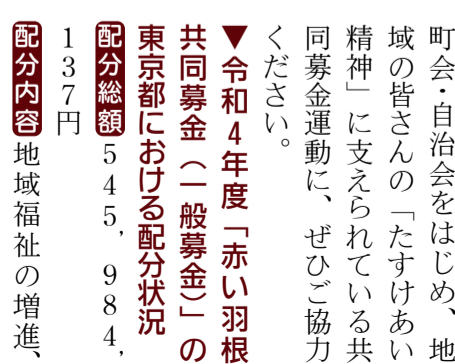 町会・自治会をはじめ、地
域の皆さんの「たすけあい
精神」に支えられている共
同募金運動に、ぜひご協力
ください。
▼令和4年度「赤い羽根
共同募金(一般募金)」の
東京都における配分状況
配分総額 545，984，
137円
配分内容 地域福祉の増進、